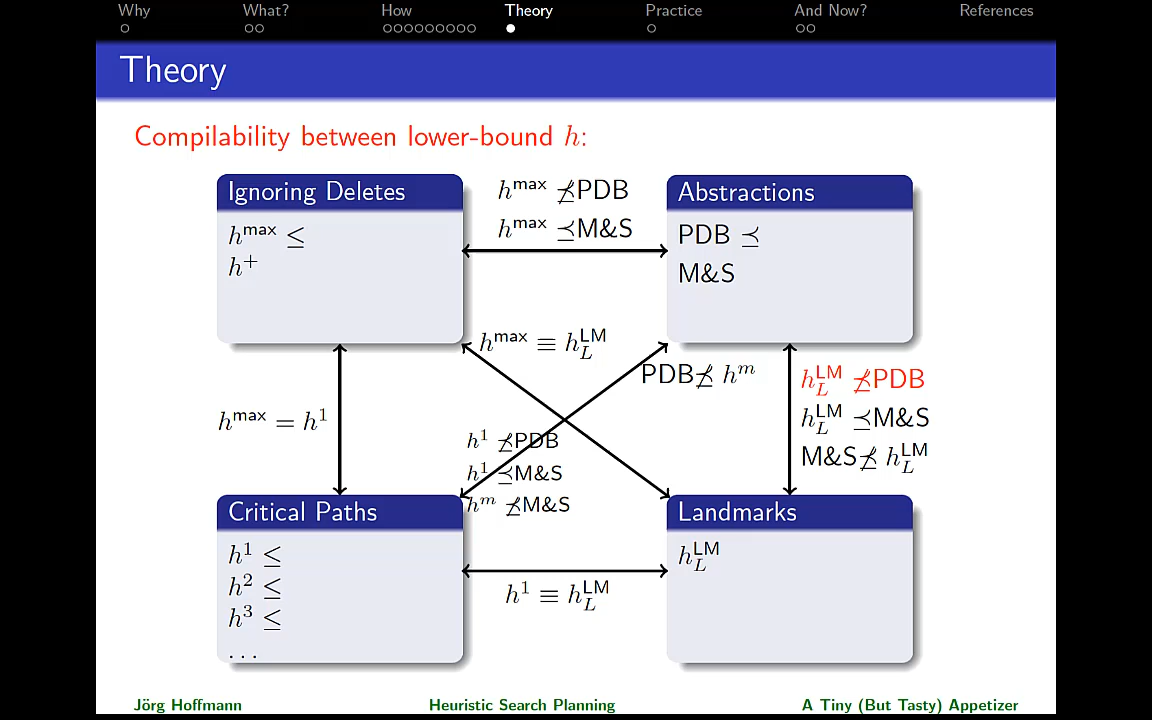 Why What? How Theory Practice And Now? References
Theory
Compilability between lower-bound h:
Ignoring Deletes
h^max ≤
h^+
h^max ⋠PDB
h^max ⪯M&S
Abstractions
PDB ⪯
M&S
h^max ≡ h_L^LM
PDB⋠ h^m
h^max = h^1
h_L^LM ⋠PDB
h_L^LM ⪯M&S
M&S⋠ h_L^LM
h^1 ⋠PDB
h^1 ⪯M&S
h^m ⋠M&S
Critical Paths
h^1 ≤
h^2 ≤
h^3 ≤
...
h^1 ≡ h_L^LM
Landmarks
h_L^LM
Jörg Hoffmann Heuristic Search Planning A Tiny (But Tasty) Appetizer